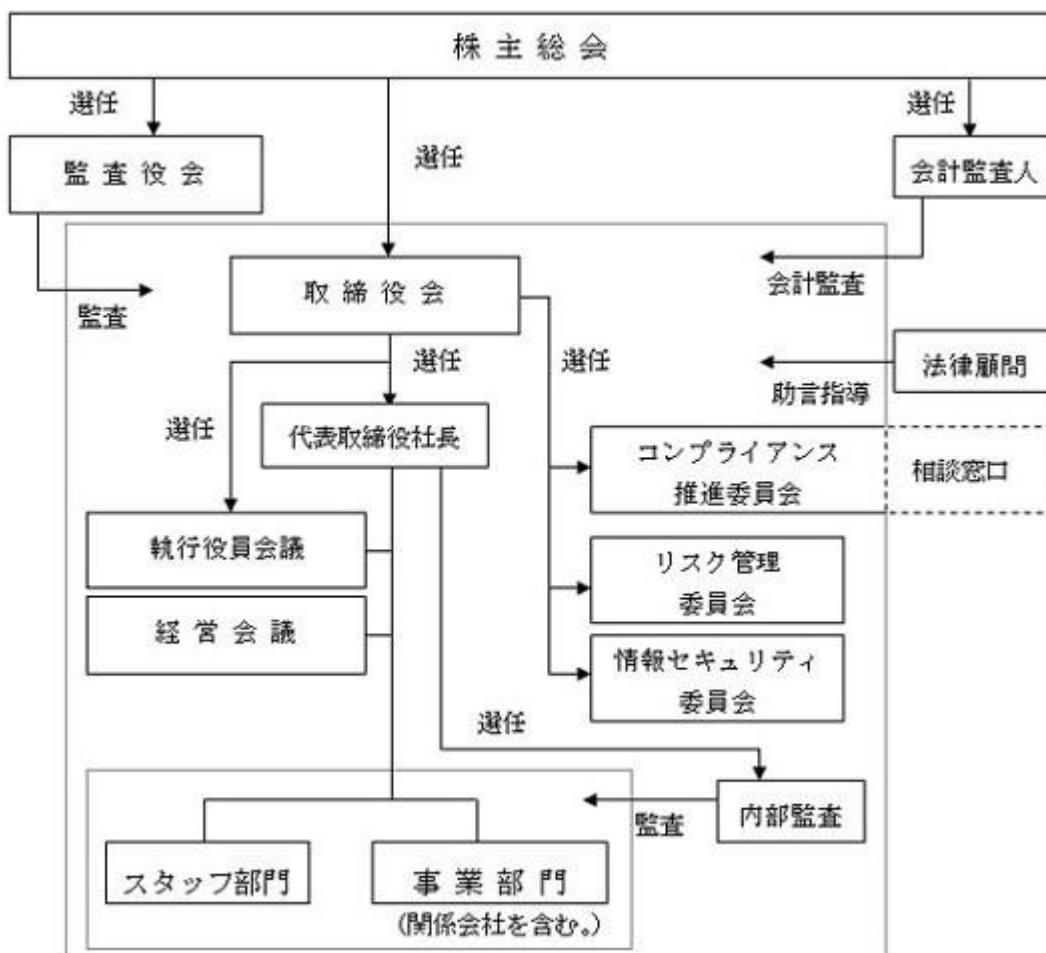 株主総会
選任
選任
選任
監査役会
会計監査人
取締役会
会計監査
監査
選任
選任
法律顧問
助言指導
選任
代表取締役社長
コンプライアンス
推進委員会
相談窓口
執行役員会議
リスク管理
委員会
経営会議
情報セキュリティ
委員会
選任
内部監査
監査
スタッフ部門
事業部門
(関係会社を含む。)